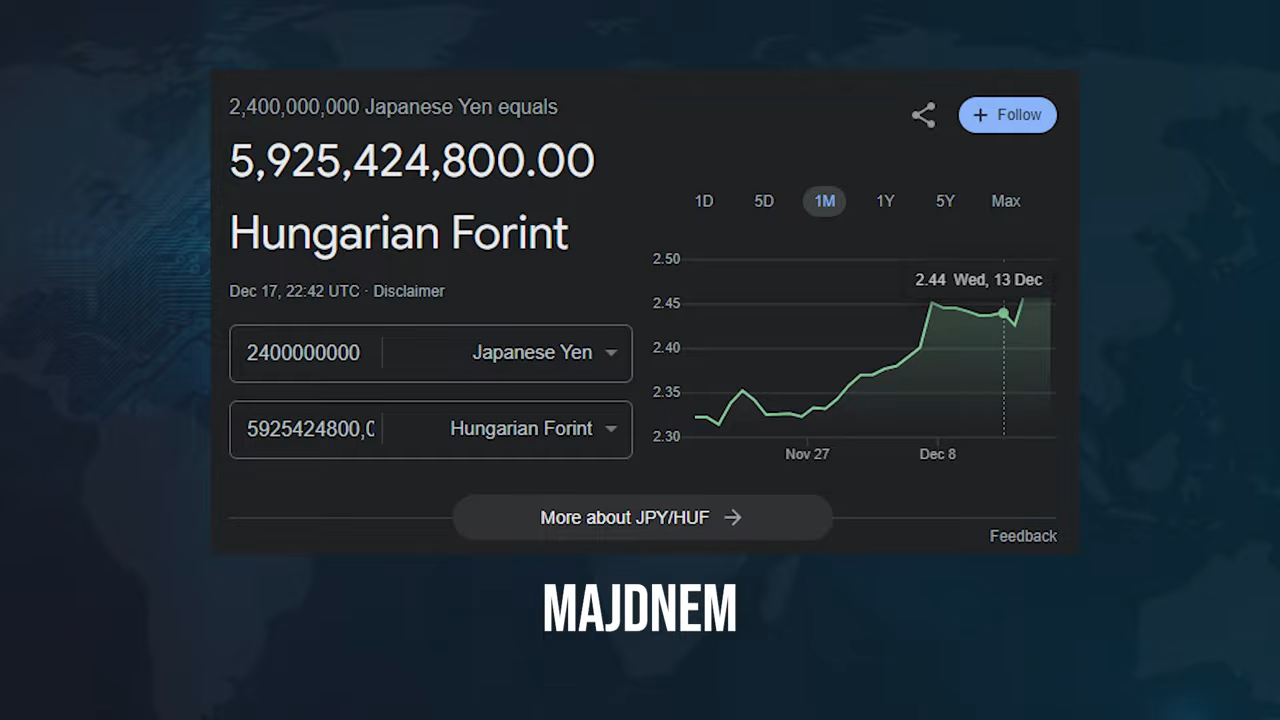 2,400,000,000 Japanese Yen equals
5,925,424,800.00
Hungarian Forint
Dec 17, 22:42 UTC · Disclaimer
2400000000 Japanese Yen
5925424800,0 Hungarian Forint
+ Follow
1D 5D 1M 1Y 5Y Max
2.50
2.44 Wed, 13 Dec
2.45
2.40
2.35
2.30
Nov 27 Dec 8
More about JPY/HUF →
Feedback
MAJDNEM